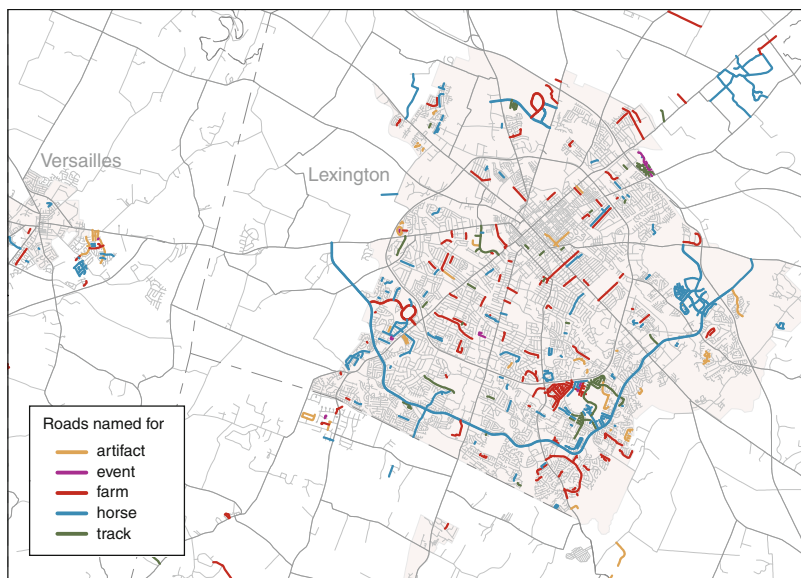 Versailles
Lexington
Roads named for
artifact
event
farm
horse
track